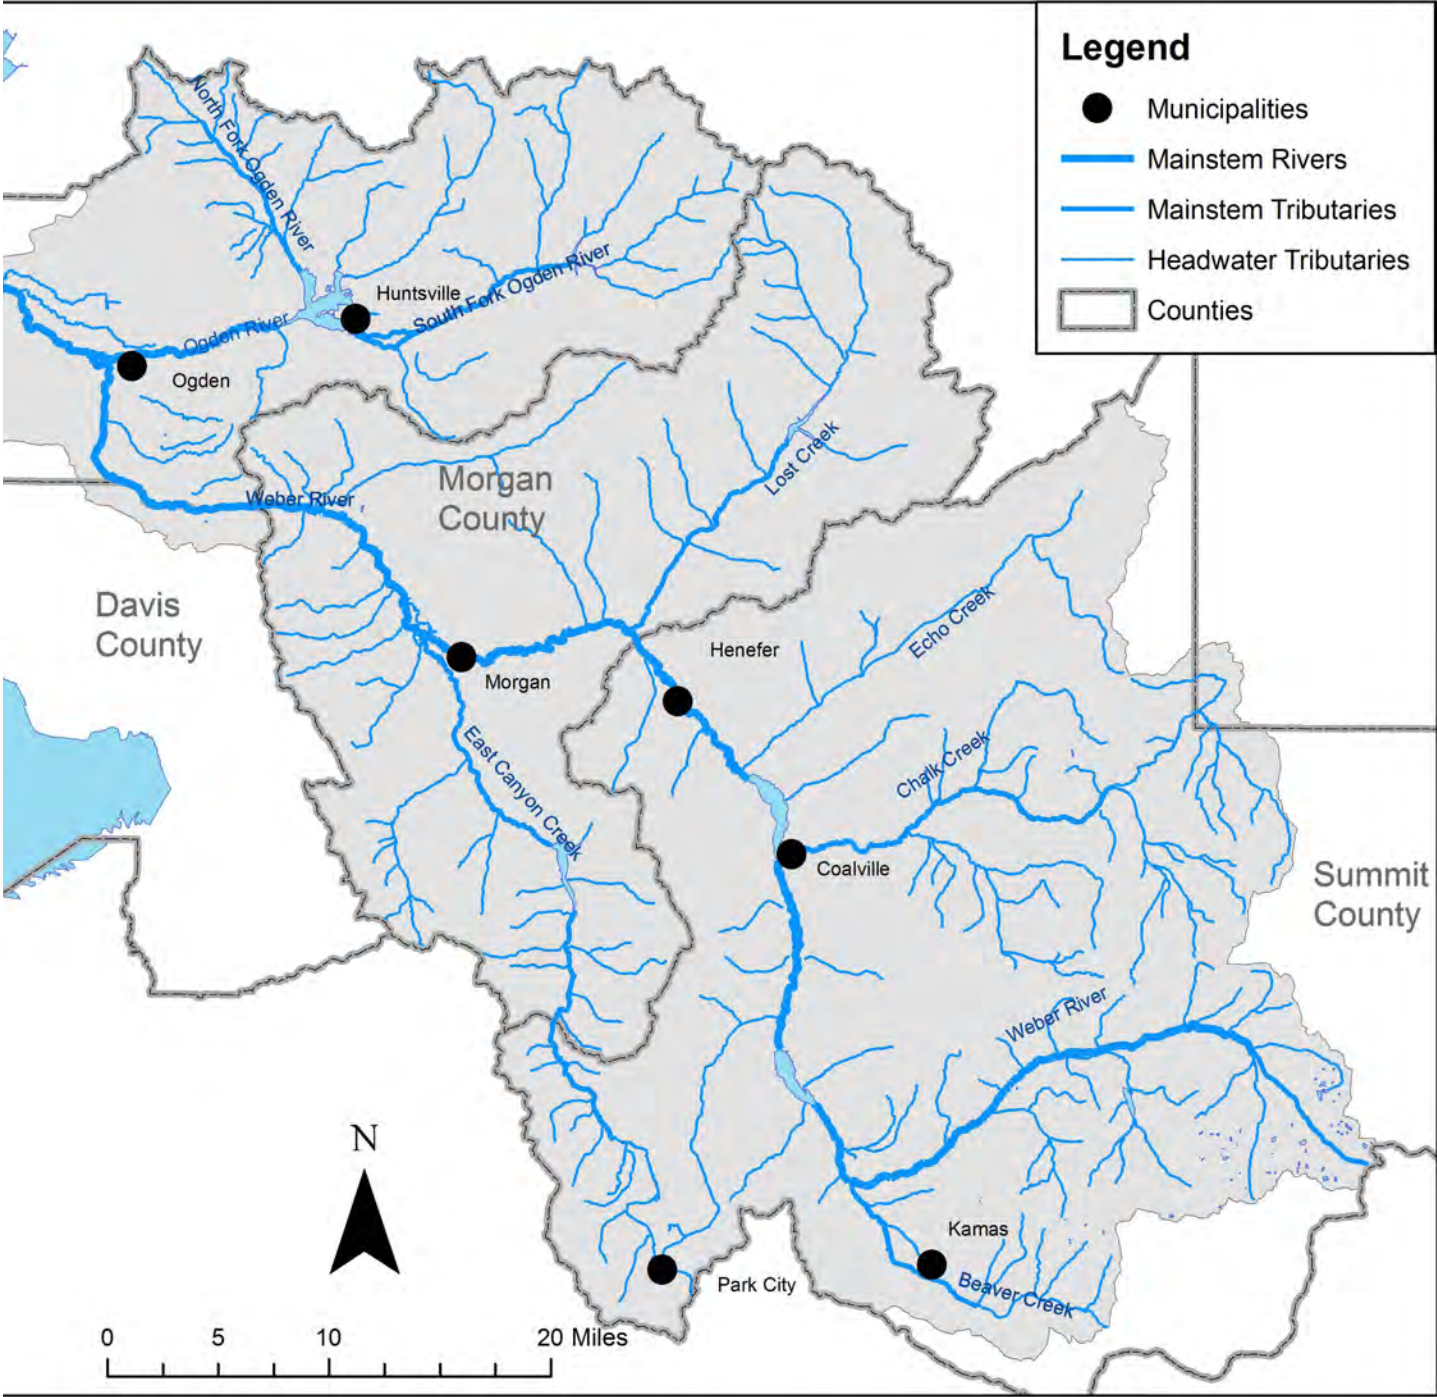 Legend
Municipalities
Mainstem Rivers
Mainstem Tributaries
Headwater Tributaries
Counties
North Fork Ogden River
Huntsville
South Fork Ogden River
Ogden River
Ogden
Lost Creek
Morgan
County
Weber River
Davis
County
Echo Creek
Henefer
Morgan
East Canyon Creek
Chalk Creek
Coalville
Summit
County
Weber River
N
Kamas
Beaver Creek
Park City
0 5 10 20 Miles